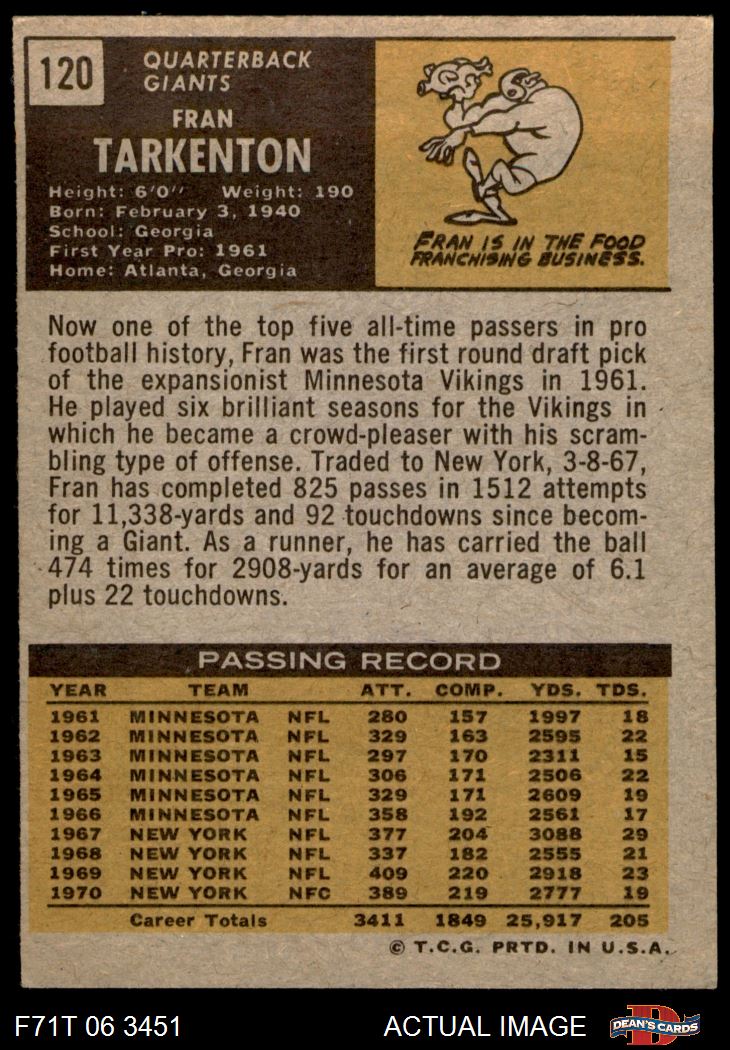 120
QUARTERBACK
GIANTS
FRAN
TARKENTON
Height: 6'0" Weight: 190
Born: February 3, 1940
School: Georgia
First Year Pro: 1961
Home: Atlanta, Georgia
FRAN IS IN THE FOOD
FRANCHISING BUSINESS.
Now one of the top five all-time passers in pro
football history, Fran was the first round draft pick
of the expansionist Minnesota Vikings in 1961.
He played six brilliant seasons for the Vikings in
which he became a crowd-pleaser with his scram-
bling type of offense. Traded to New York, 3-8-67,
Fran has completed 825 passes in 1512 attempts
for 11,338-yards and 92 touchdowns since becom-
ing a Giant. As a runner, he has carried the ball
474 times for 2908-yards for an average of 6.1
plus 22 touchdowns.
PASSING RECORD
YEAR TEAM ATT. COMP. YDS. TDS.
1961 MINNESOTA NFL 280 157 1997 18
1962 MINNESOTA NFL 329 163 2595 22
1963 MINNESOTA NFL 297 170 2311 15
1964 MINNESOTA NFL 306 171 2506 22
1965 MINNESOTA NFL 329 171 2609 19
1966 MINNESOTA NFL 358 192 2561 17
1967 NEW YORK NFL 377 204 3088 29
1968 NEW YORK NFL 337 182 2555 21
1969 NEW YORK NFL 409 220 2918 23
1970 NEW YORK NFC 389 219 2777 19
Career Totals 3411 1849 25,917 205
© T.C.G. PRTD. IN U.S.A.
F71T 06 3451 ACTUAL IMAGE D DEAN'S CARDS